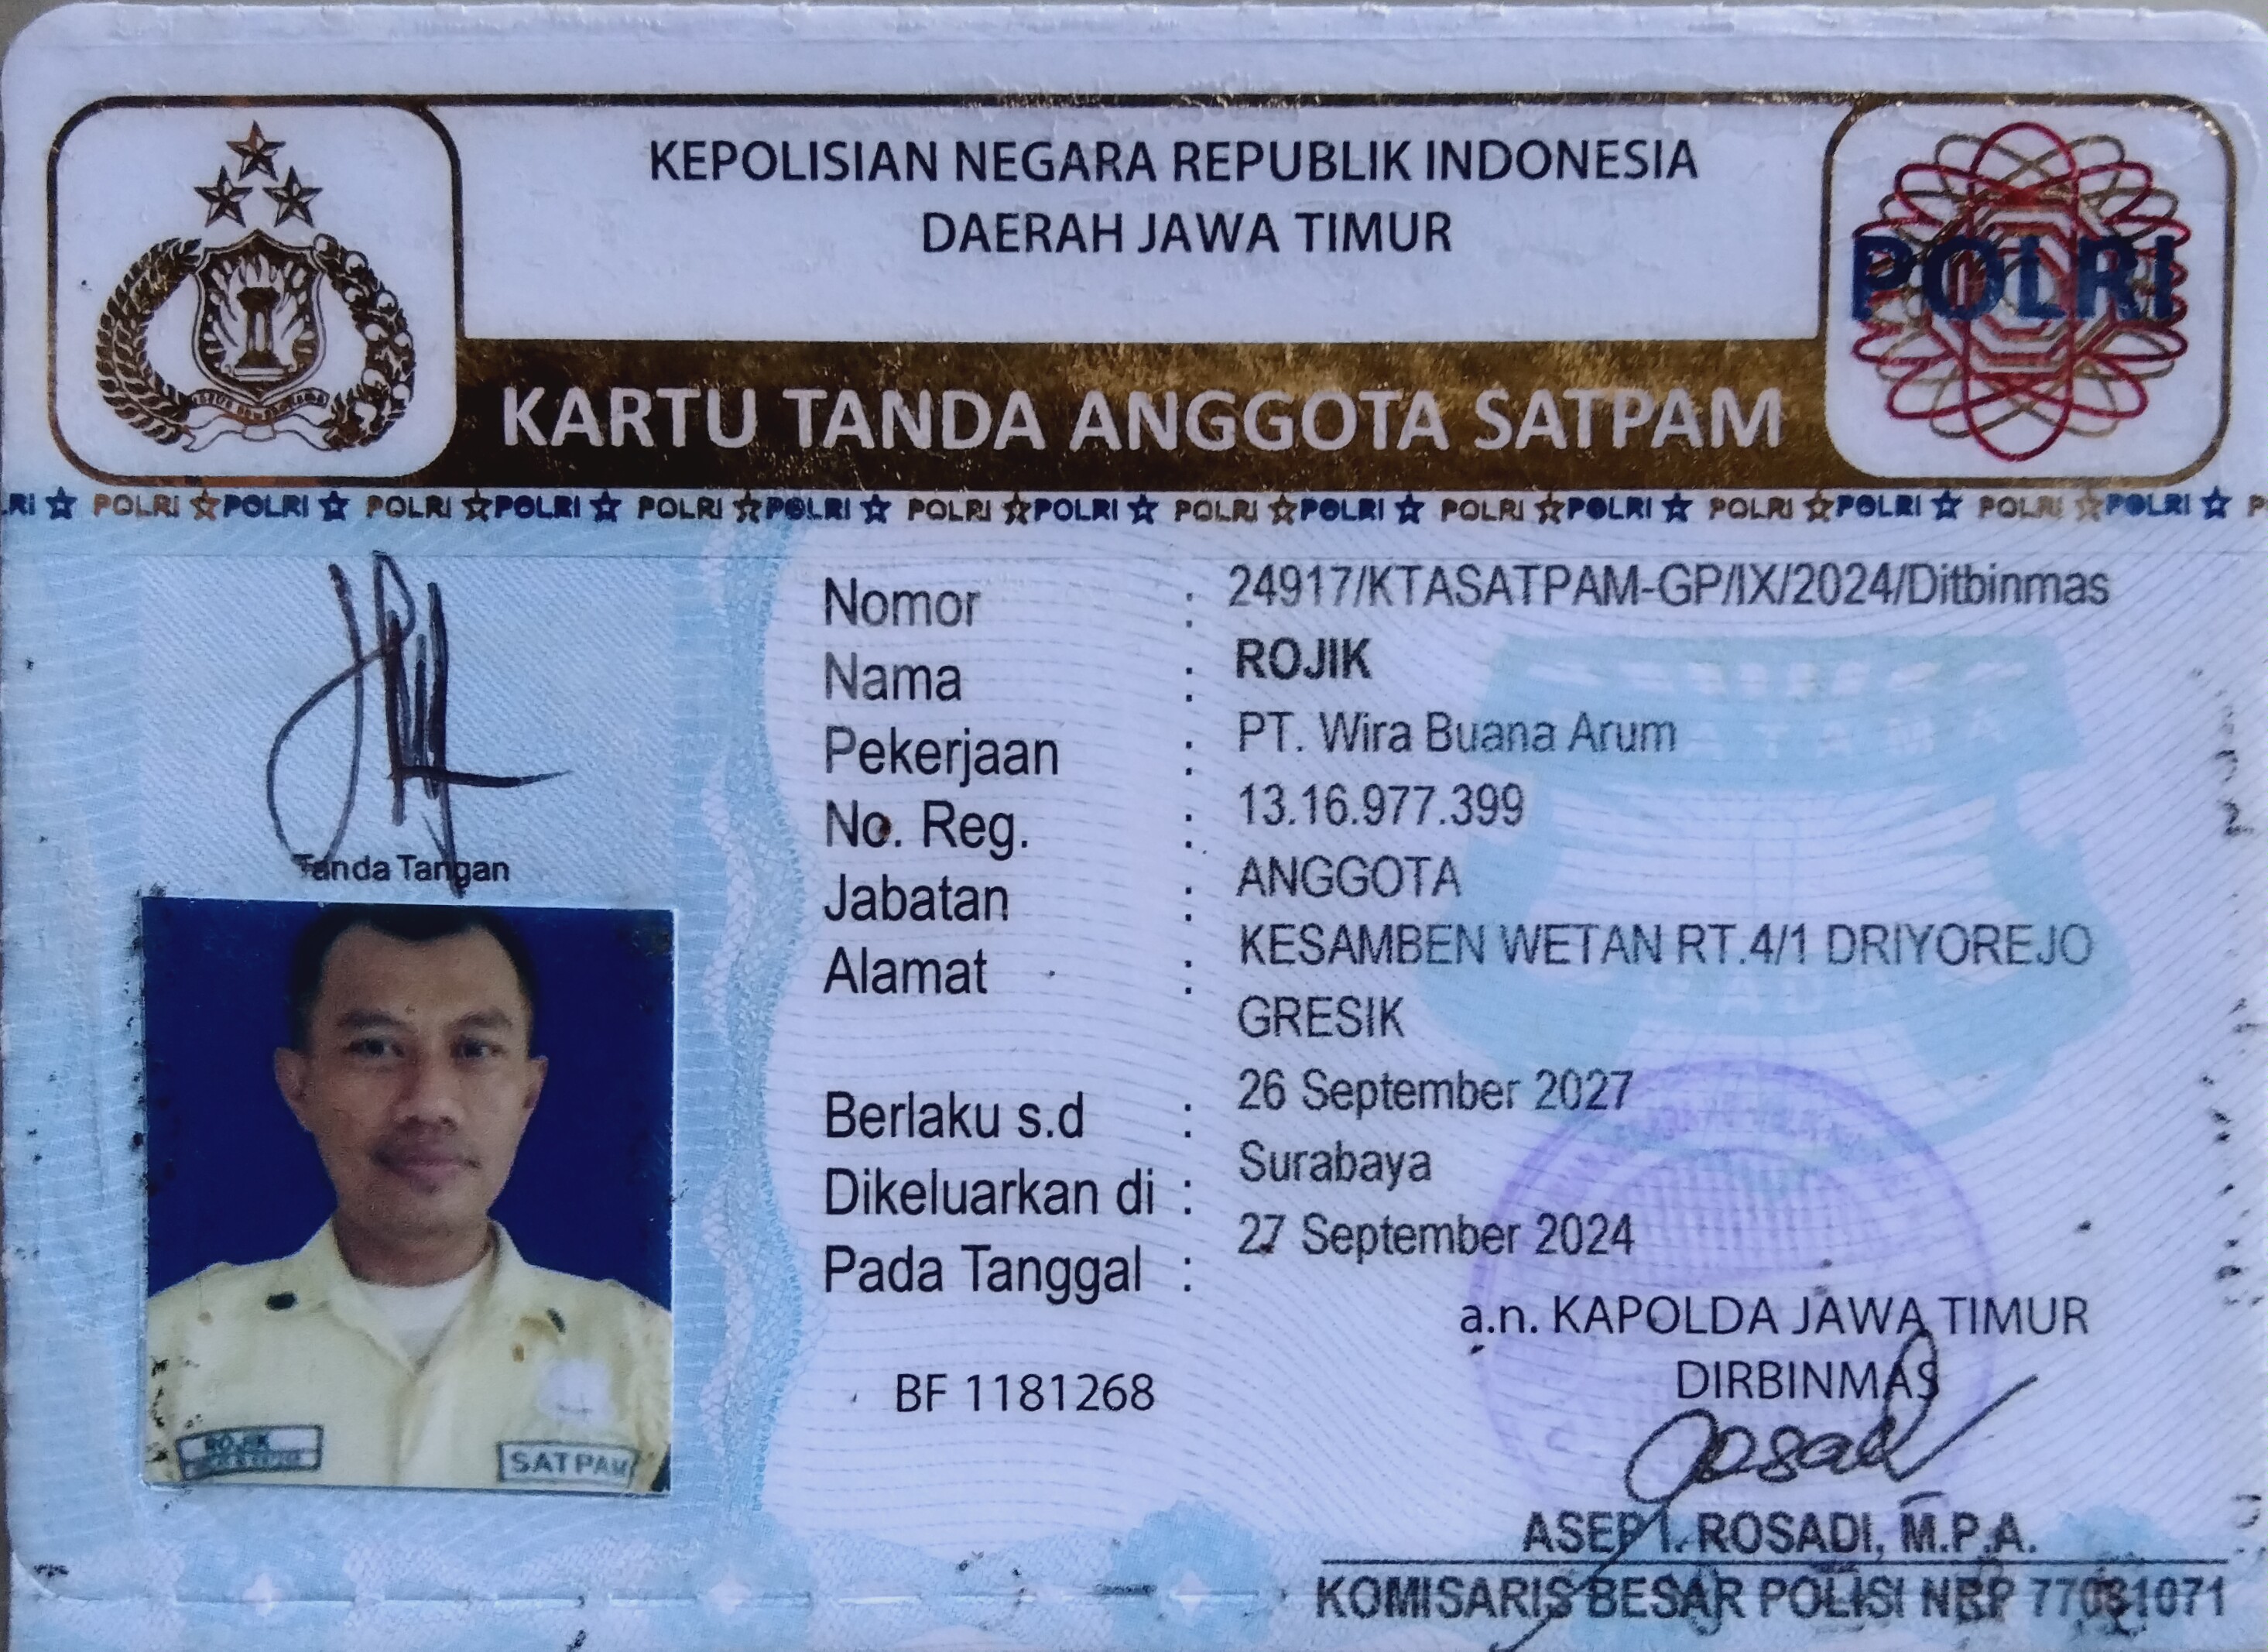 KEPOLISIAN NEGARA REPUBLIK INDONESIA
DAERAH JAWA TIMUR
POLRI
KARTU TANDA ANGGOTA SATPAM
POLRI POLRI POLRI POLRI POLRI POLRI POLRI POLRI POLRI POLRI POLRI POLRI POLRI POLRI POLRI POLRI
Tanda Tangan
Nomor : 24917/KTASATPAM-GP/IX/2024/Ditbinmas
Nama : ROJIK
Pekerjaan : PT. Wira Buana Arum
No. Reg. : 13.16.977.399
Jabatan : ANGGOTA
Alamat : KESAMBEN WETAN RT.4/1 DRIYOREJO
GRESIK
Berlaku s.d : 26 September 2027
Dikeluarkan di : Surabaya
Pada Tanggal : 27 September 2024
a.n. KAPOLDA JAWA TIMUR
DIRBINMAS
BF 1181268
ROJIK
SATPAM
ASEP I. ROSADI, M.P.A.
KOMISARIS BESAR POLISI NRP 77031071